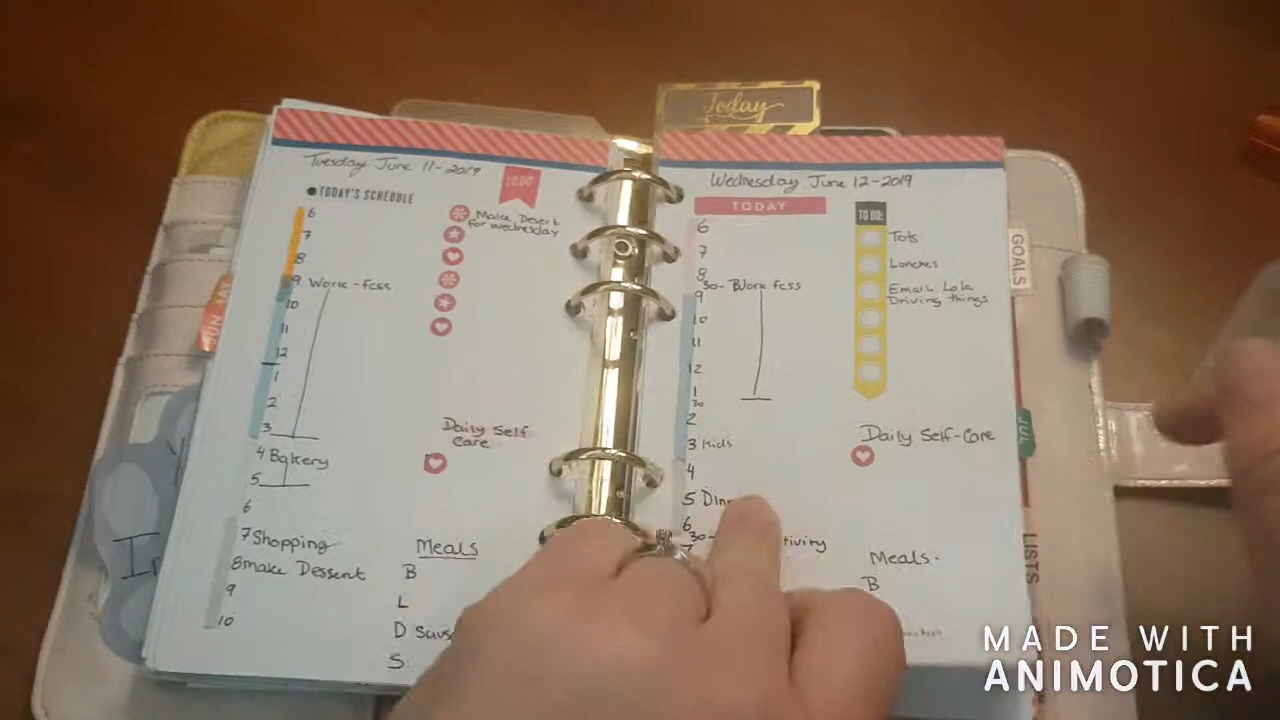 Today
Tuesday June 11-2019
TODAY'S SCHEDULE
TO DO
6
7
8
9 Work - fcss
10
11
12
1
2
3
4 Bakery
5
6
7 Shopping
8 make Dessert
9
10
Make Desert
for wednesday
Daily Self
Care
Meals
B
L
D
S
Wednesday June 12-2019
TODAY
TO DO:
6
7
8
30- Work fcss
9
10
11
12
1
30
2
3 Kids
4
5
6
30-
7
Tots
Lonches
Email Lola
Driving things
Daily Self-Care
Meals-
B
SUN
JUL
GOALS
LISTS
MADE WITH
ANIMOTICA